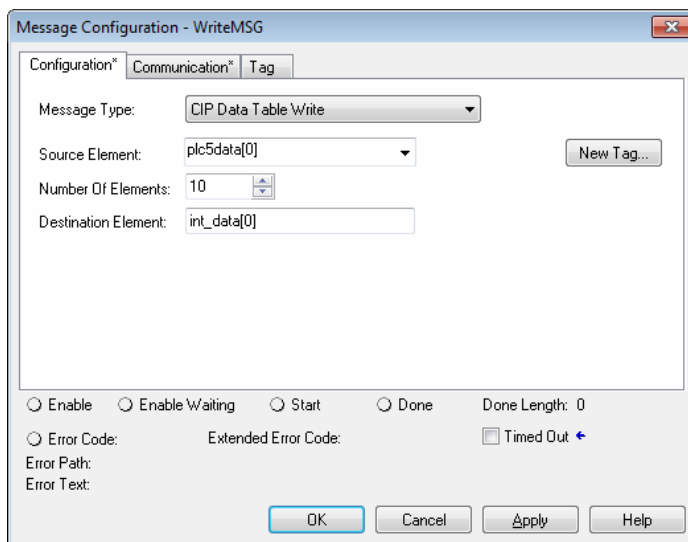 Message Configuration - WriteMSG
Configuration* Communication* Tag
Message Type: CIP Data Table Write
Source Element: plc5data[0] New Tag...
Number Of Elements: 10
Destination Element: int_data[0]
Enable Enable Waiting Start Done Done Length: 0
Error Code: Extended Error Code: Timed Out
Error Path:
Error Text:
OK Cancel Apply Help